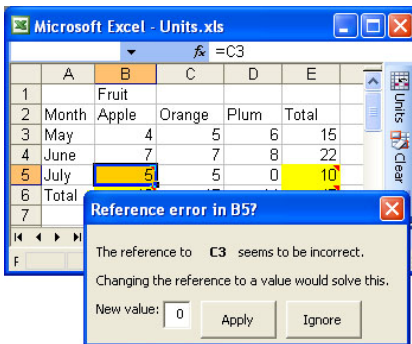 Microsoft Excel - Units.xls
fx =C3
A B C D E
1 Fruit
2 Month Apple Orange Plum Total
3 May 4 5 6 15
4 June 7 7 8 22
5 July 5 5 0 10
6 Total
7
Units
Clear
Reference error in B5?
The reference to C3 seems to be incorrect.
Changing the reference to a value would solve this.
New value: 0 Apply Ignore